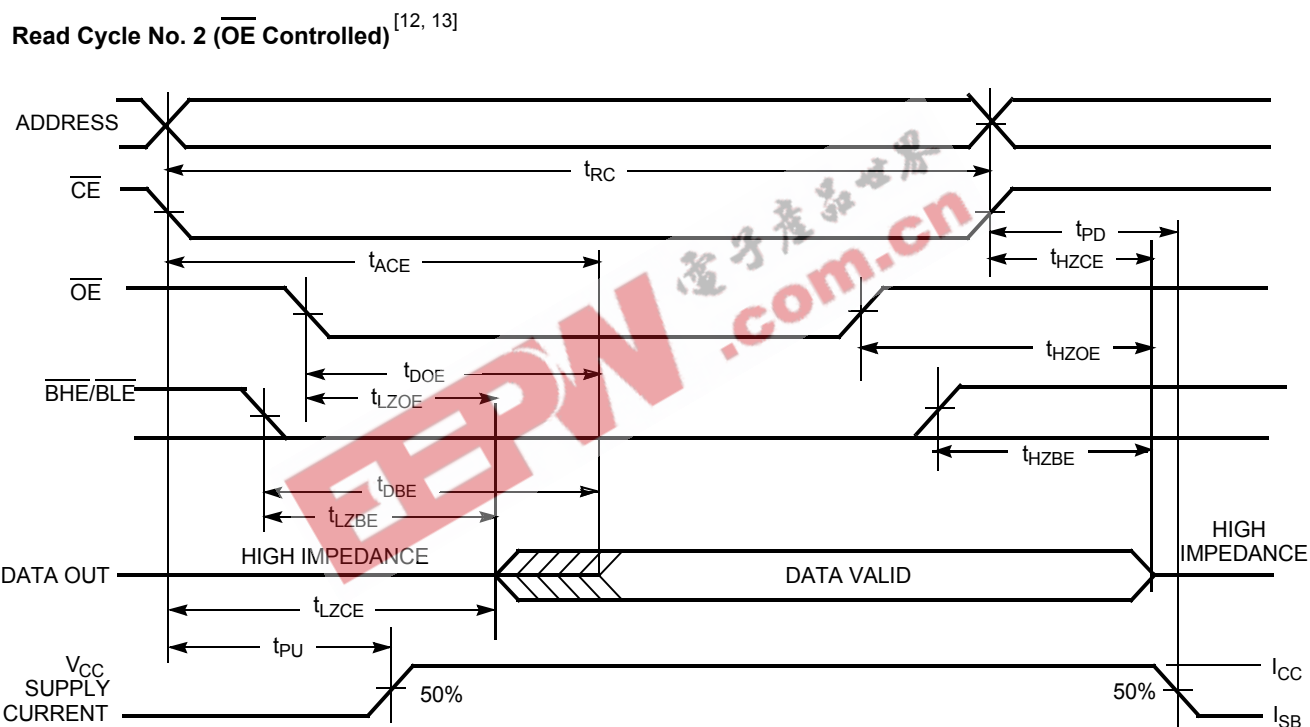 Read Cycle No. 2 (OE Controlled) [12, 13]
ADDRESS
tRC
CE
tPD
tACE
tHZCE
OE
tHZOE
tDOE
BHE/BLE
tLZOE
tHZBE
tDBE
tLZBE
HIGH IMPEDANCE
HIGH
IMPEDANCE
DATA OUT
DATA VALID
tLZCE
tPU
VCC
SUPPLY
CURRENT
50%
50%
ICC
ISB
EEPW
.com.cn
電子產品世界